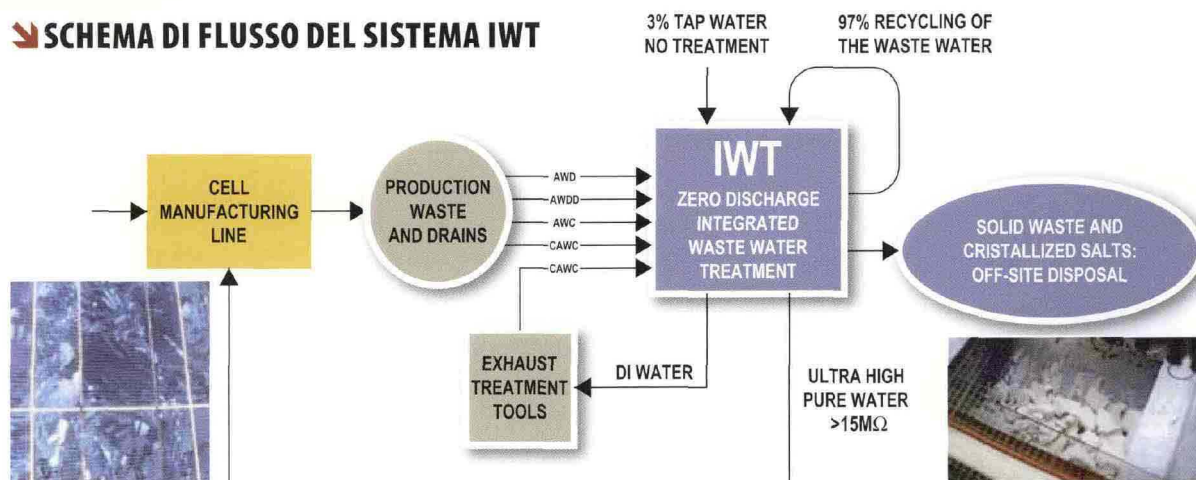 SCHEMA DI FLUSSO DEL SISTEMA IWT
3% TAP WATER
NO TREATMENT
97% RECYCLING OF
THE WASTE WATER
CELL
MANUFACTURING
LINE
PRODUCTION
WASTE
AND DRAINS
AWD
AWDD
AWC
CAWC
CAWC
IWT
ZERO DISCHARGE
INTEGRATED
WASTE WATER
TREATMENT
SOLID WASTE AND
CRISTALLIZED SALTS:
OFF-SITE DISPOSAL
EXHAUST
TREATMENT
TOOLS
DI WATER
ULTRA HIGH
PURE WATER
>15MΩ